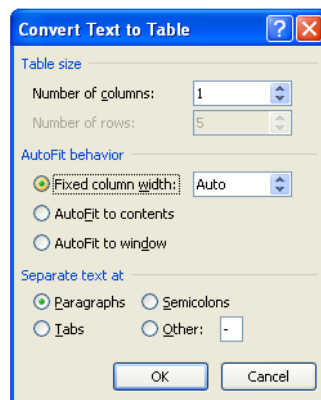 Convert Text to Table
Table size
Number of columns: 1
Number of rows: 5
AutoFit behavior
Fixed column width: Auto
AutoFit to contents
AutoFit to window
Separate text at
Paragraphs Semicolons
Tabs Other: -
OK Cancel